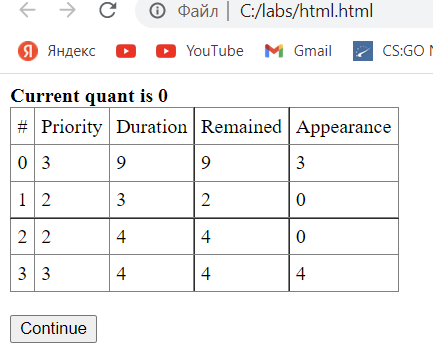 Файл | C:/labs/html.html
Яндекс YouTube Gmail CS:GO
Current quant is 0
# Priority Duration Remained Appearance
0 3 9 9 3
1 2 3 2 0
2 2 4 4 0
3 3 4 4 4
Continue